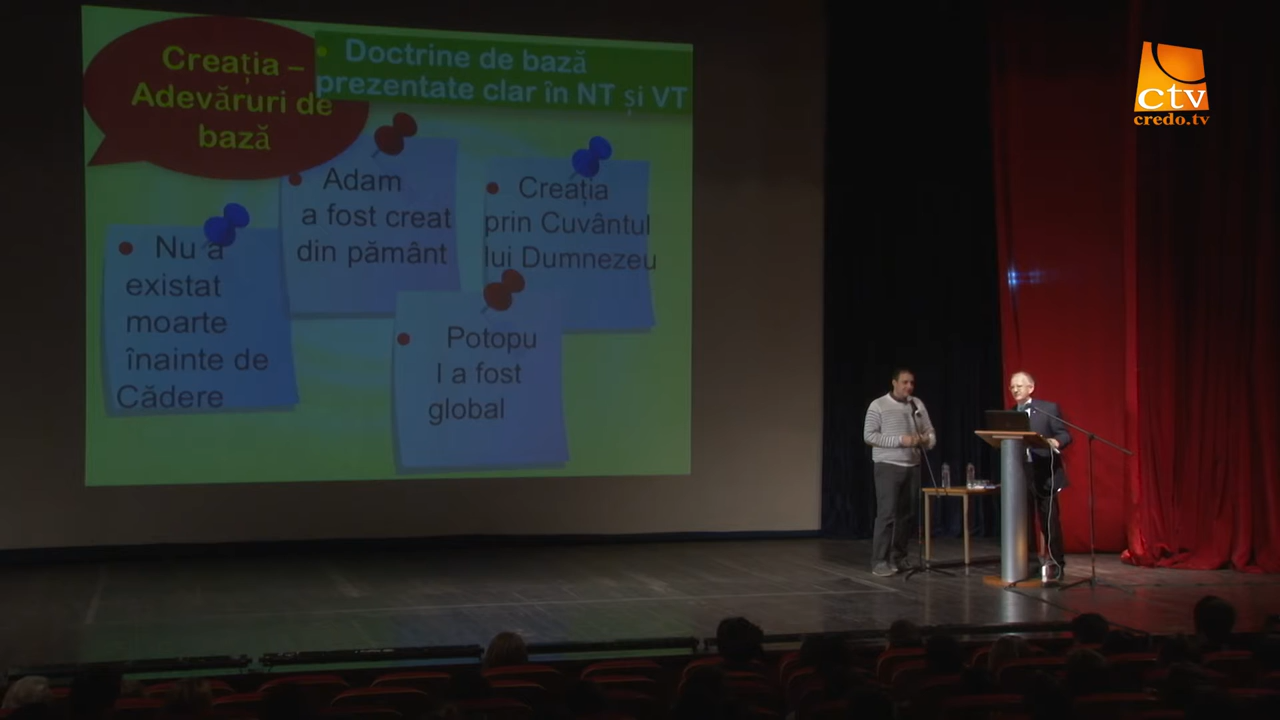 Creația –
Adevăruri de
bază
Doctrine de bază
prezentate clar în NT și VT
Adam
a fost creat
din pământ
Creația
prin Cuvântul
lui Dumnezeu
Nu a
existat
moarte
înainte de
Cădere
Potopu
l a fost
global
ctv
credo.tv